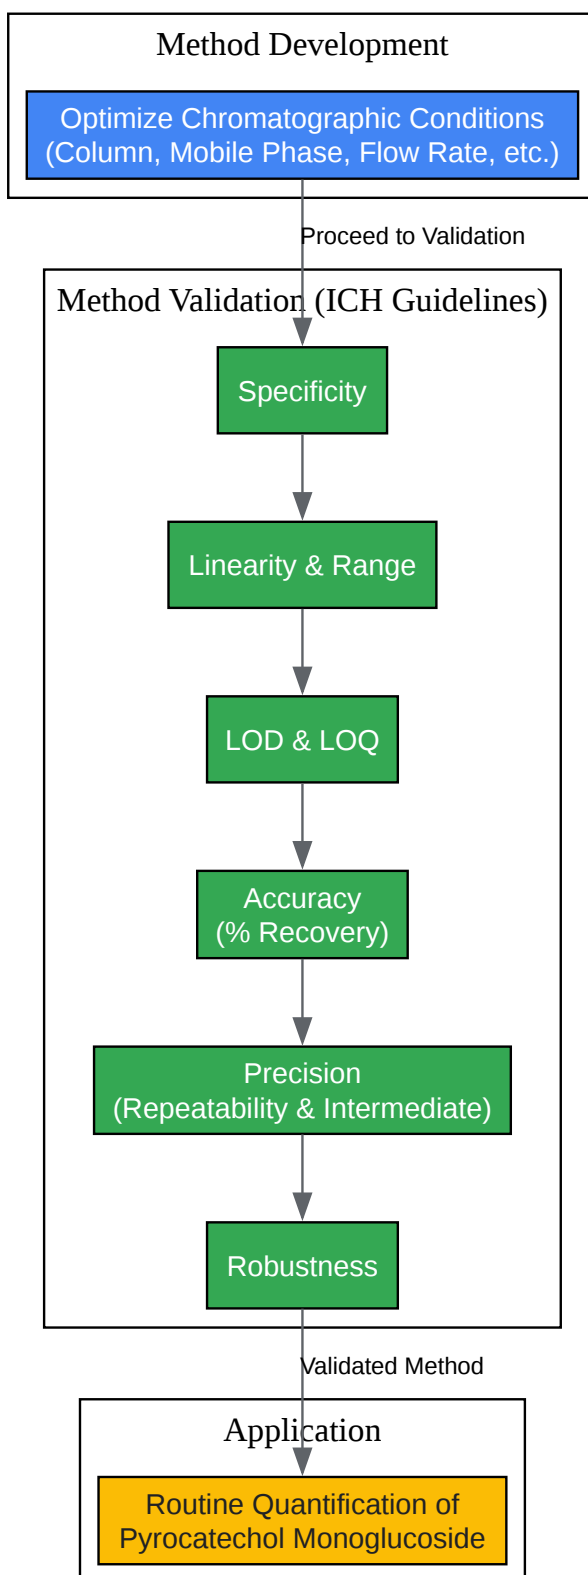 Method Development
Optimize Chromatographic Conditions
(Column, Mobile Phase, Flow Rate, etc.)
Proceed to Validation
Method Validation (ICH Guidelines)
Specificity
Linearity & Range
LOD & LOQ
Accuracy
(% Recovery)
Precision
(Repeatability & Intermediate)
Robustness
Validated Method
Application
Routine Quantification of
Pyrocatechol Monoglucoside